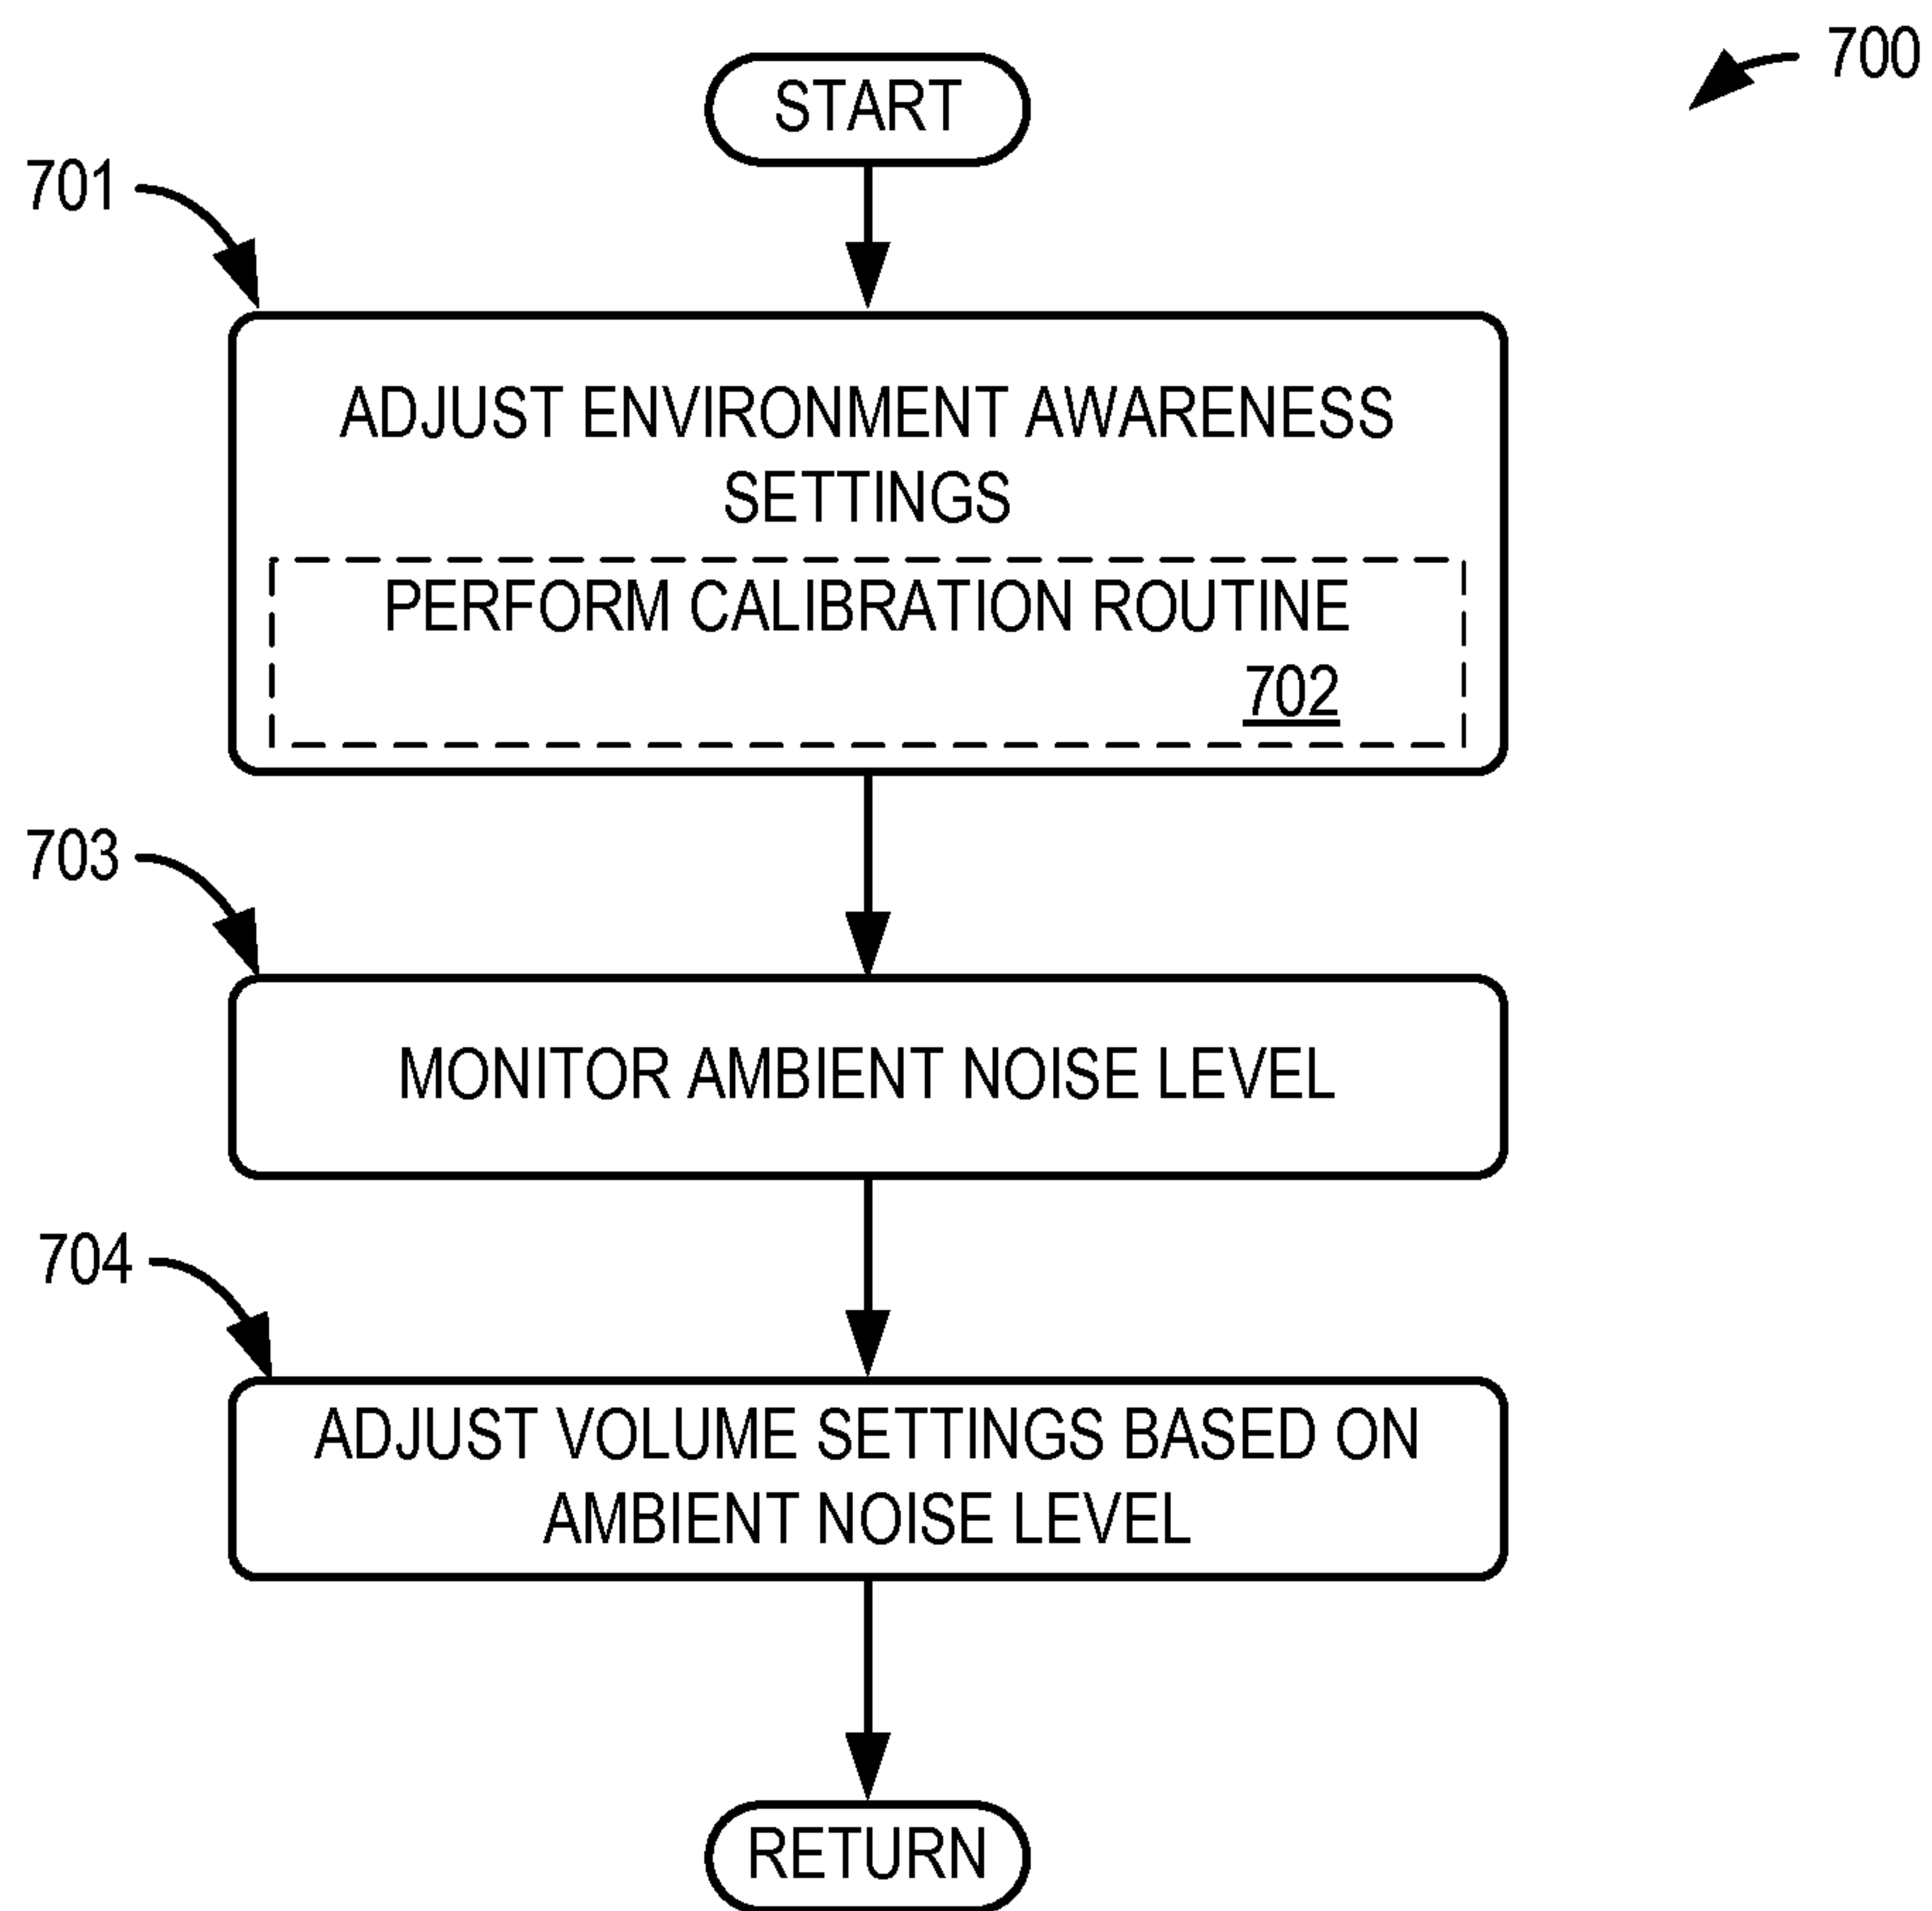 700
START
701
ADJUST ENVIRONMENT AWARENESS
SETTINGS
PERFORM CALIBRATION ROUTINE
702
703
MONITOR AMBIENT NOISE LEVEL
704
ADJUST VOLUME SETTINGS BASED ON
AMBIENT NOISE LEVEL
RETURN